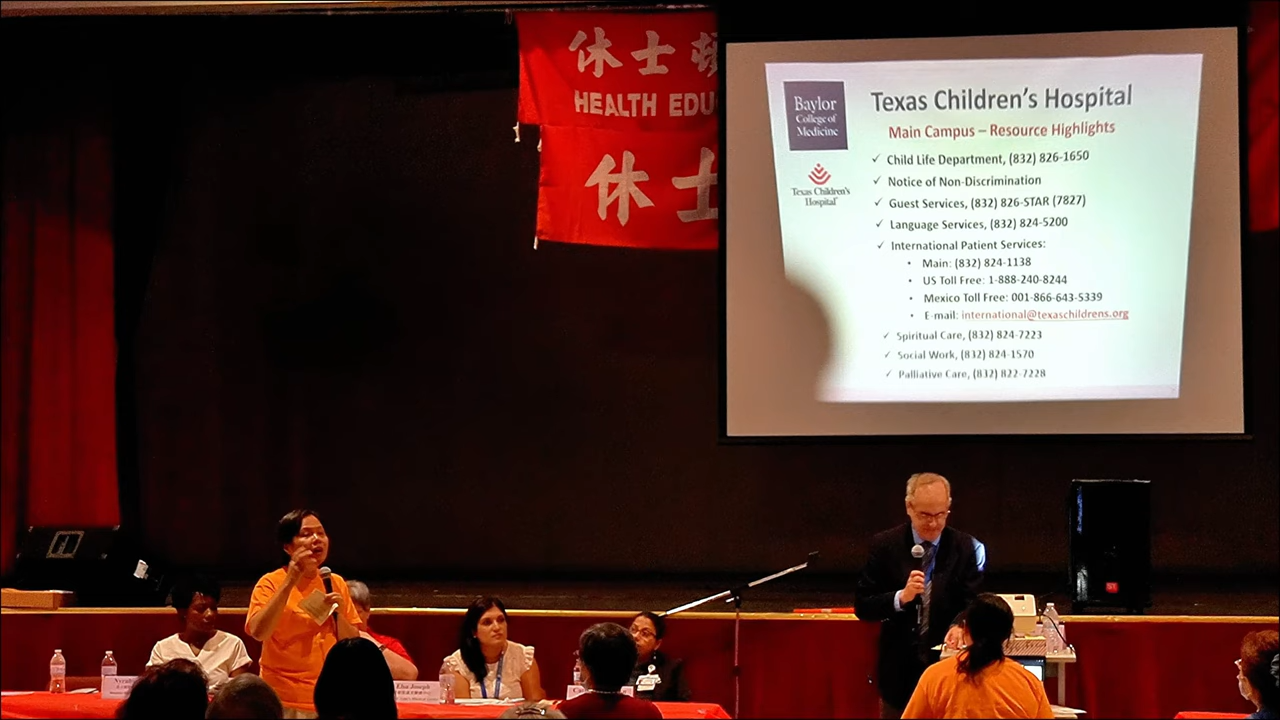 休士頓
HEALTH EDU
休士
Baylor
College of
Medicine
Texas Children's
Hospital
Texas Children's Hospital
Main Campus – Resource Highlights
✓ Child Life Department, (832) 826-1650
✓ Notice of Non-Discrimination
✓ Guest Services, (832) 826-STAR (7827)
✓ Language Services, (832) 824-5200
✓ International Patient Services:
• Main: (832) 824-1138
• US Toll Free: 1-888-240-8244
• Mexico Toll Free: 001-866-643-5339
• E-mail: international@texaschildrens.org
✓ Spiritual Care, (832) 824-7223
✓ Social Work, (832) 824-1570
✓ Palliative Care, (832) 822-7228
Elsa Joseph